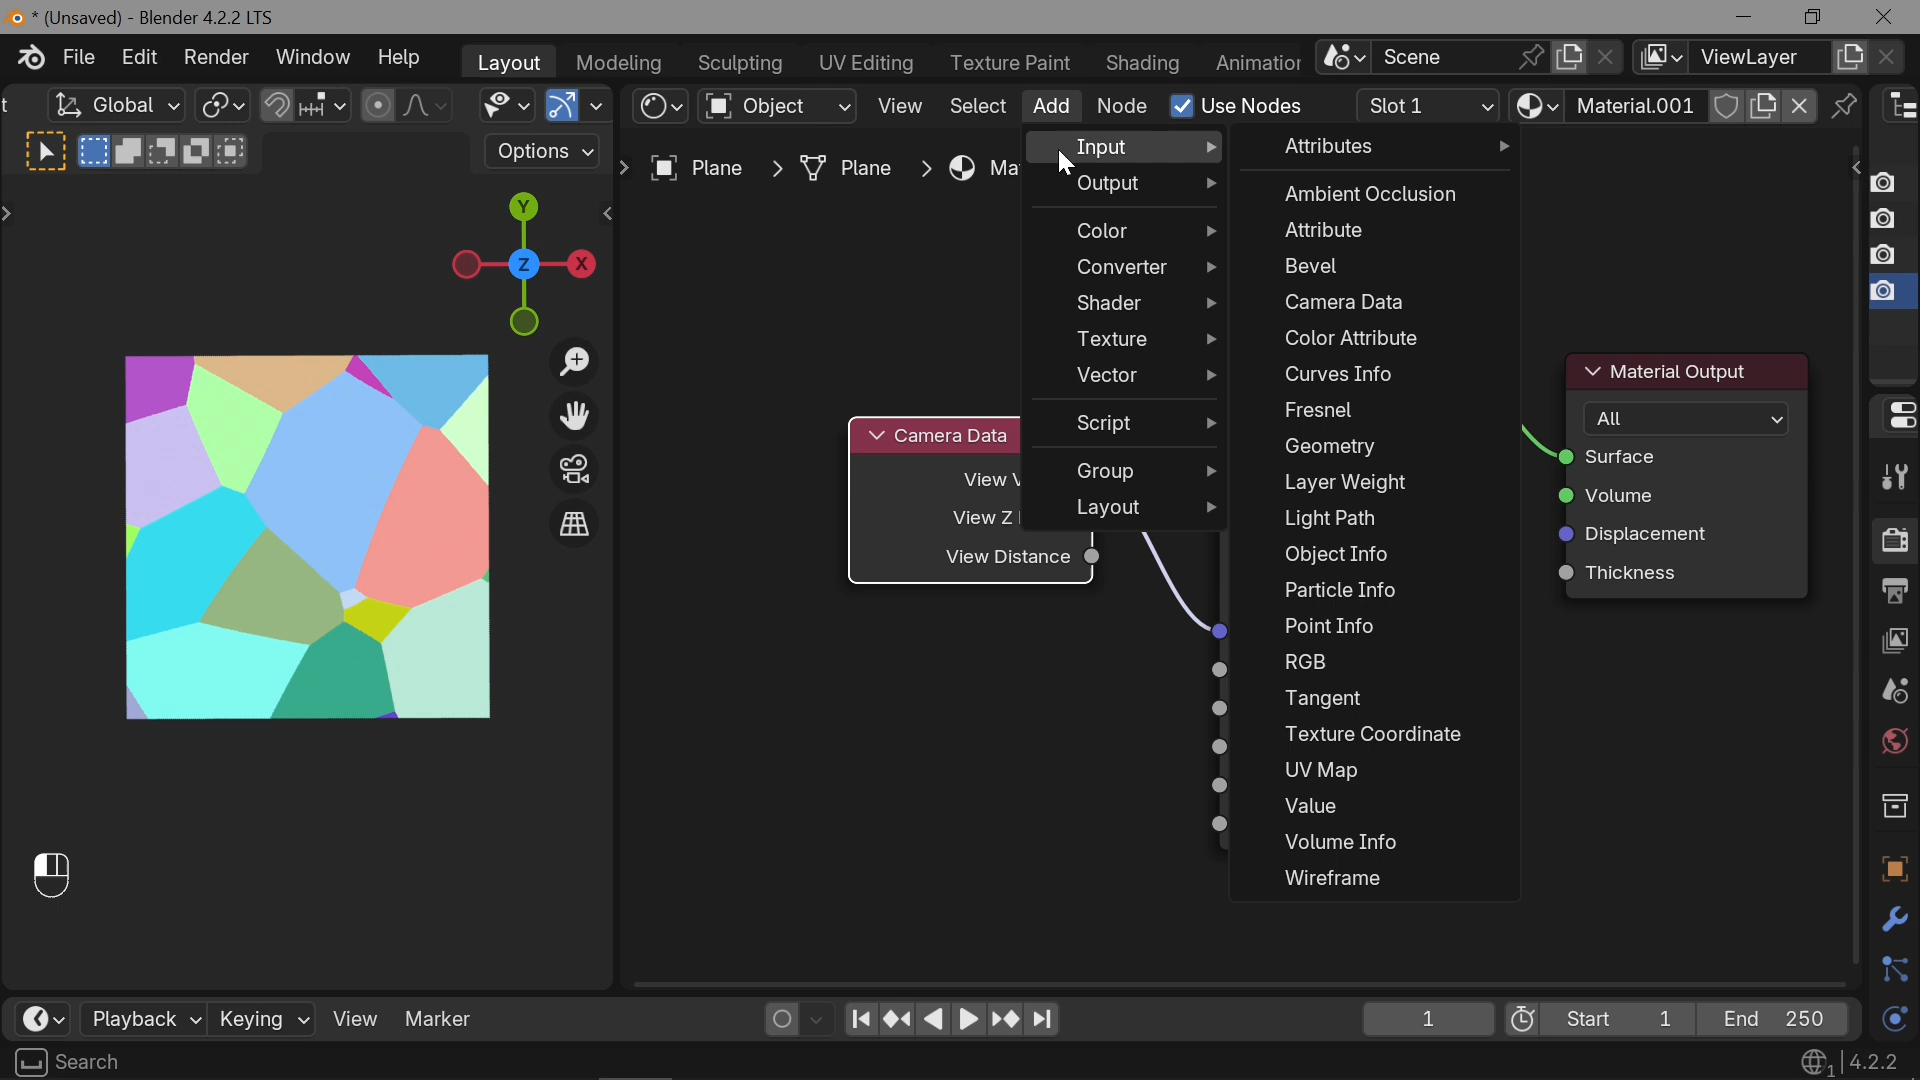 * (Unsaved) - Blender 4.2.2 LTS
File Edit Render Window Help Layout Modeling Sculpting UV Editing Texture Paint Shading Animation Scene ViewLayer
t Global Object View Select Add Node Use Nodes Slot 1 Material.001
Options
Plane Plane Ma
Y
Z X
Input
Output
Color
Converter
Shader
Texture
Vector
Script
Group
Layout
Attributes
Ambient Occlusion
Attribute
Bevel
Camera Data
Color Attribute
Curves Info
Fresnel
Geometry
Layer Weight
Light Path
Object Info
Particle Info
Point Info
RGB
Tangent
Texture Coordinate
UV Map
Value
Volume Info
Wireframe
Camera Data
View V
View Z
View Distance
Material Output
All
Surface
Volume
Displacement
Thickness
Playback Keying View Marker 1 Start 1 End 250
Search 1 4.2.2